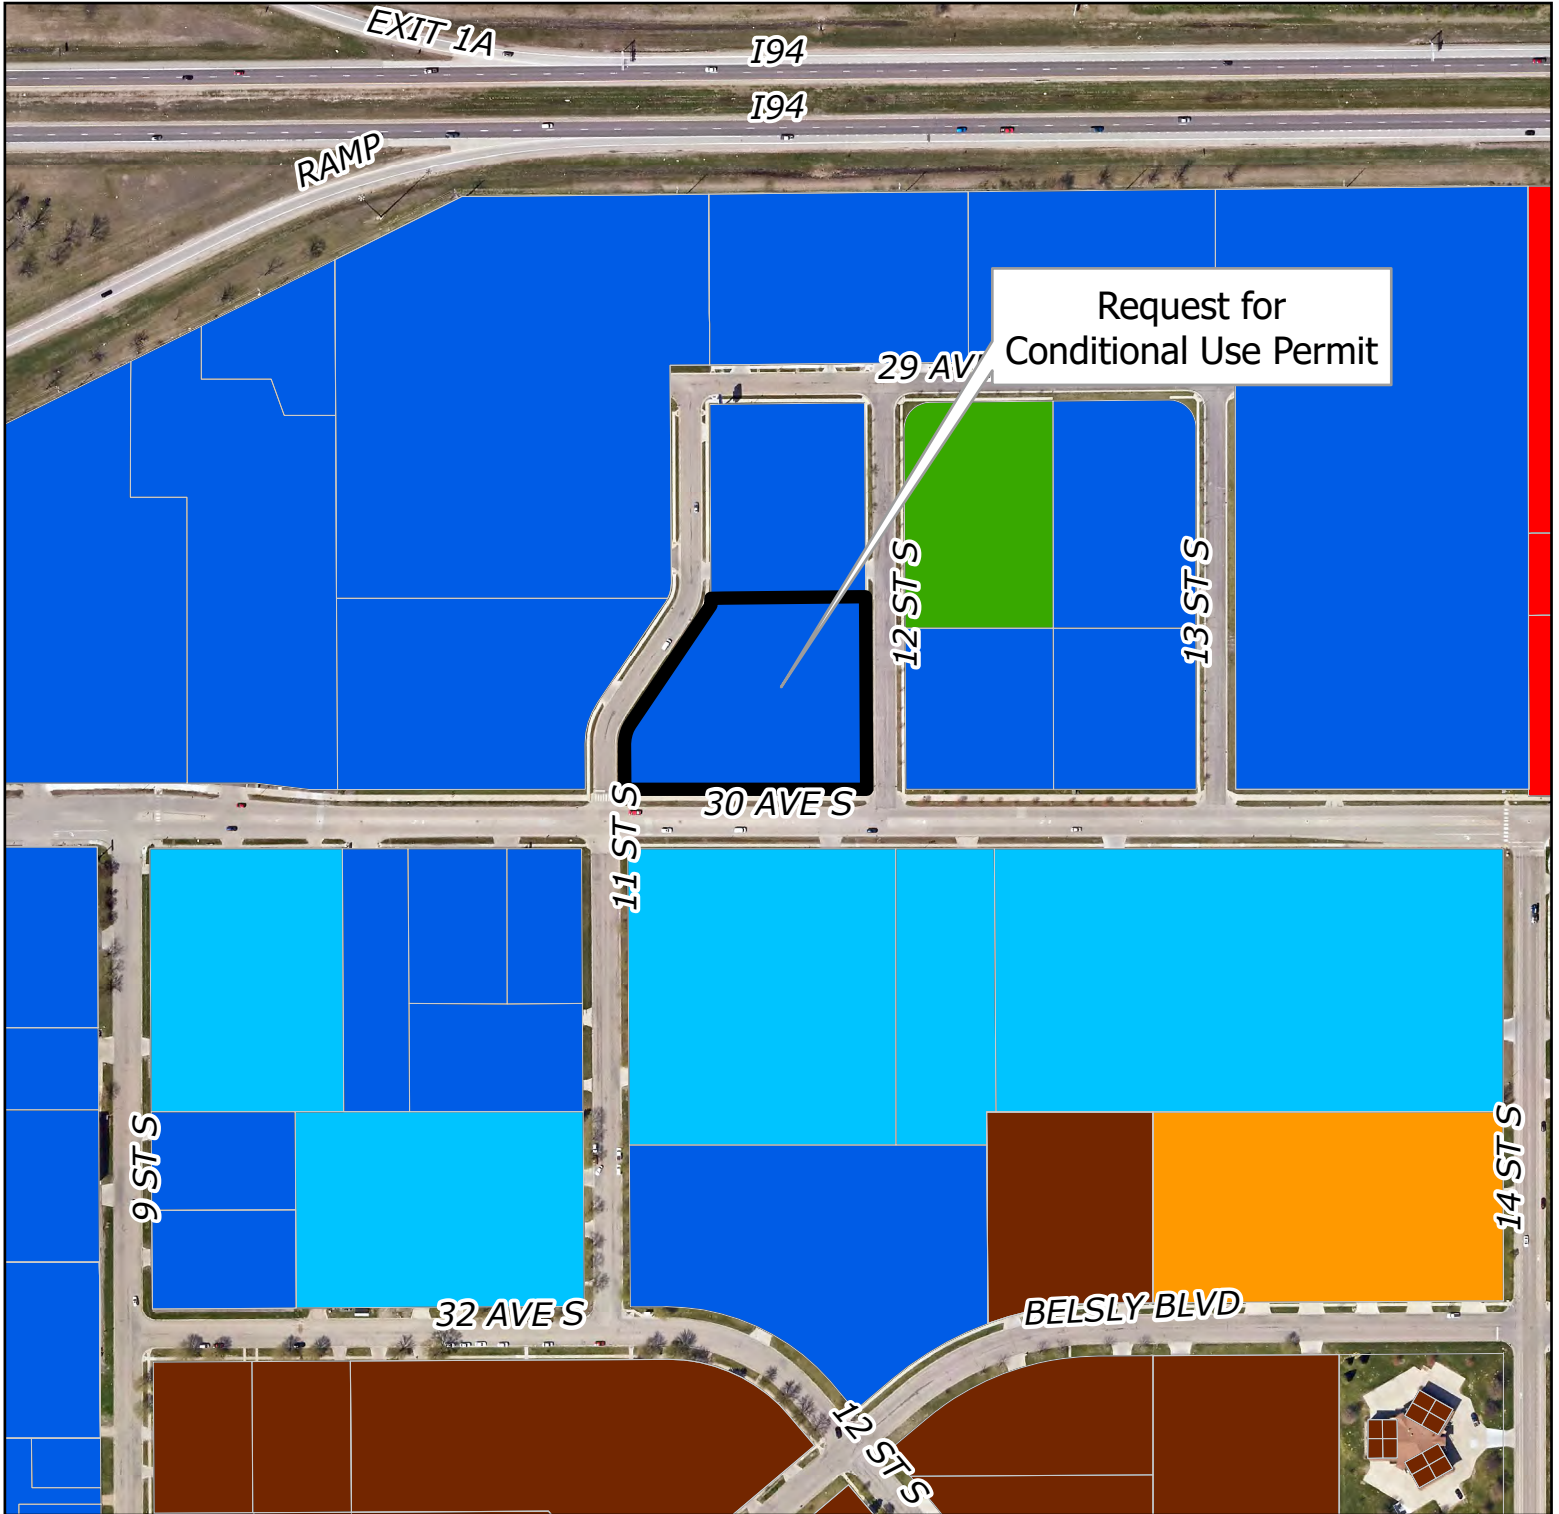 EXIT 1A
I94
I94
RAMP
Request for
Conditional Use Permit
29 AV
12 ST S
13 ST S
30 AVE S
11 ST S
9 ST S
14 ST S
32 AVE S
BELSLY BLVD
12 ST S